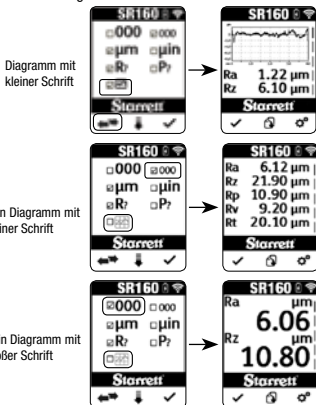 SR160
000 000
µm µin
R? P?
Starrett
Diagramm mit
kleiner Schrift
SR160
Ra 1.22 µm
Rz 6.10 µm
Starrett
SR160
000 000
µm µin
R? P?
Starrett
n Diagramm mit
iner Schrift
SR160
Ra 6.12 µm
Rz 21.90 µm
Rp 10.90 µm
Rv 9.20 µm
Rt 20.10 µm
Starrett
SR160
000 000
µm µin
R? P?
Starrett
in Diagramm mit
ßer Schrift
SR160
Ra µm
6.06
Rz µm
10.80
Starrett